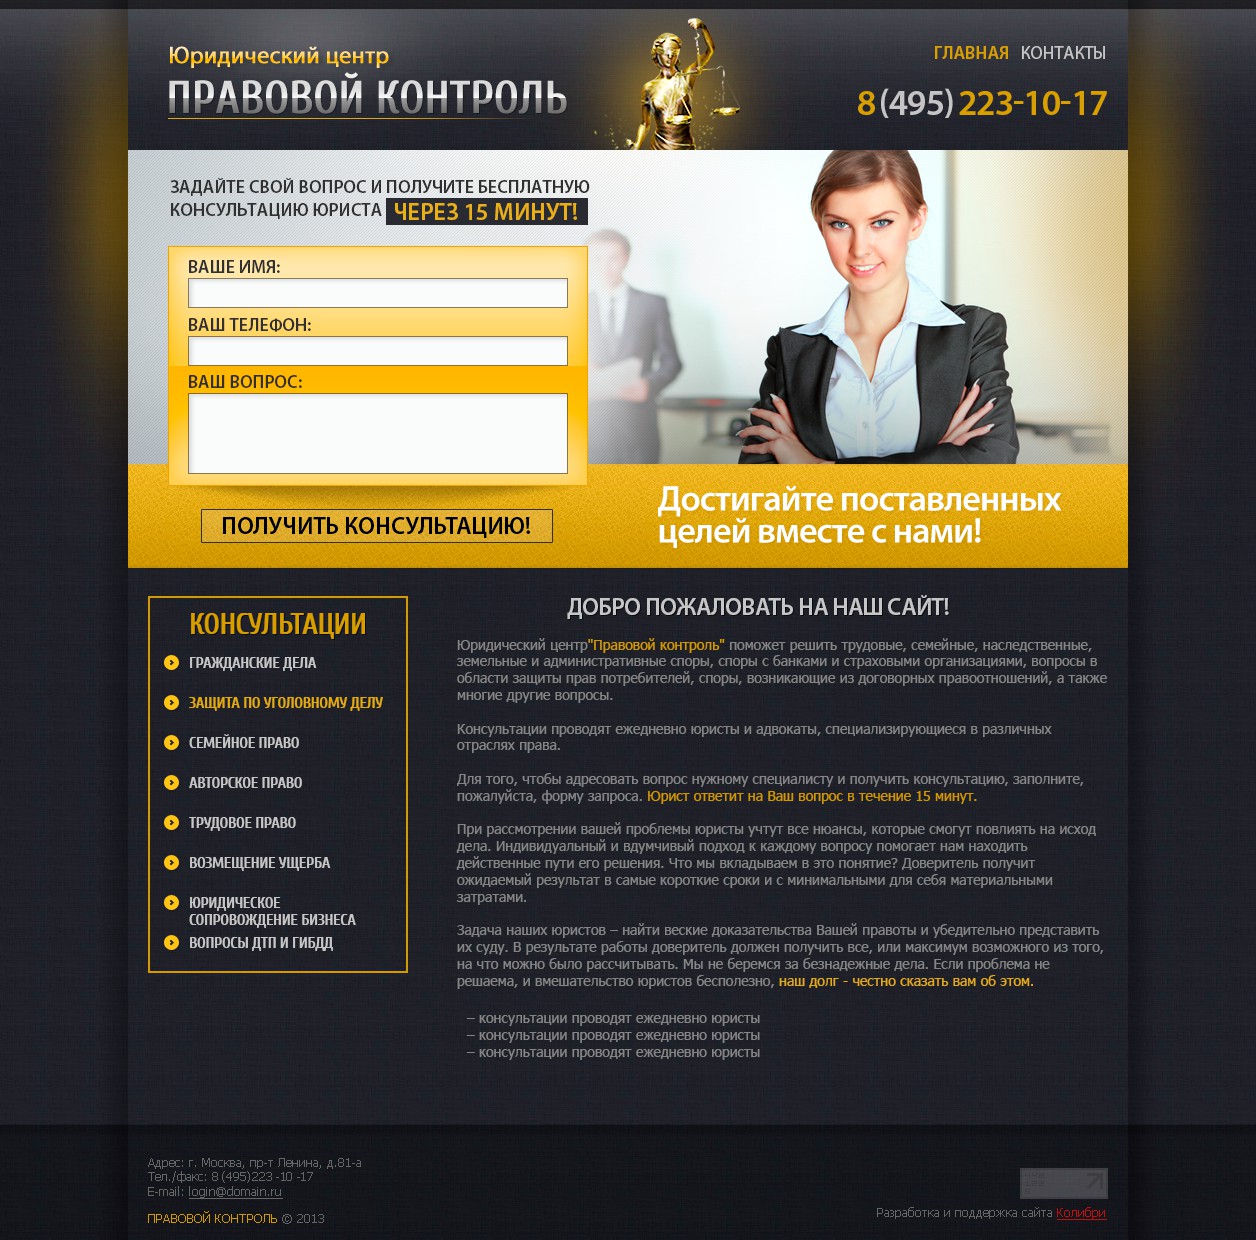 Юридический центр
ПРАВОВОЙ КОНТРОЛЬ
ГЛАВНАЯ КОНТАКТЫ
8 (495) 223-10-17
ЗАДАЙТЕ СВОЙ ВОПРОС И ПОЛУЧИТЕ БЕСПЛАТНУЮ
КОНСУЛЬТАЦИЮ ЮРИСТА ЧЕРЕЗ 15 МИНУТ!
ВАШЕ ИМЯ:
ВАШ ТЕЛЕФОН:
ВАШ ВОПРОС:
ПОЛУЧИТЬ КОНСУЛЬТАЦИЮ!
Достигайте поставленных
целей вместе с нами!
КОНСУЛЬТАЦИИ
ГРАЖДАНСКИЕ ДЕЛА
ЗАЩИТА ПО УГОЛОВНОМУ ДЕЛУ
СЕМЕЙНОЕ ПРАВО
АВТОРСКОЕ ПРАВО
ТРУДОВОЕ ПРАВО
ВОЗМЕЩЕНИЕ УЩЕРБА
ЮРИДИЧЕСКОЕ
СОПРОВОЖДЕНИЕ БИЗНЕСА
ВОПРОСЫ ДТП И ГИБДД
ДОБРО ПОЖАЛОВАТЬ НА НАШ САЙТ!
Юридический центр"Правовой контроль" поможет решить трудовые, семейные, наследственные,
земельные и административные споры, споры с банками и страховыми организациями, вопросы в
области защиты прав потребителей, споры, возникающие из договорных правоотношений, а также
многие другие вопросы.
Консультации проводят ежедневно юристы и адвокаты, специализирующиеся в различных
отраслях права.
Для того, чтобы адресовать вопрос нужному специалисту и получить консультацию, заполните,
пожалуйста, форму запроса. Юрист ответит на Ваш вопрос в течение 15 минут.
При рассмотрении вашей проблемы юристы учтут все нюансы, которые смогут повлиять на исход
дела. Индивидуальный и вдумчивый подход к каждому вопросу помогает нам находить
действенные пути его решения. Что мы вкладываем в это понятие? Доверитель получит
ожидаемый результат в самые короткие сроки и с минимальными для себя материальными
затратами.
Задача наших юристов – найти веские доказательства Вашей правоты и убедительно представить
их суду. В результате работы доверитель должен получить все, или максимум возможного из того,
на что можно было рассчитывать. Мы не беремся за безнадежные дела. Если проблема не
решаема, и вмешательство юристов бесполезно, наш долг - честно сказать вам об этом.
– консультации проводят ежедневно юристы
– консультации проводят ежедневно юристы
– консультации проводят ежедневно юристы
Адрес: г. Москва, пр-т Ленина, д.81-а
Тел./факс: 8 (495)223 -10 -17
E-mail: login@domain.ru
ПРАВОВОЙ КОНТРОЛЬ © 2013
Разработка и поддержка сайта Колибри